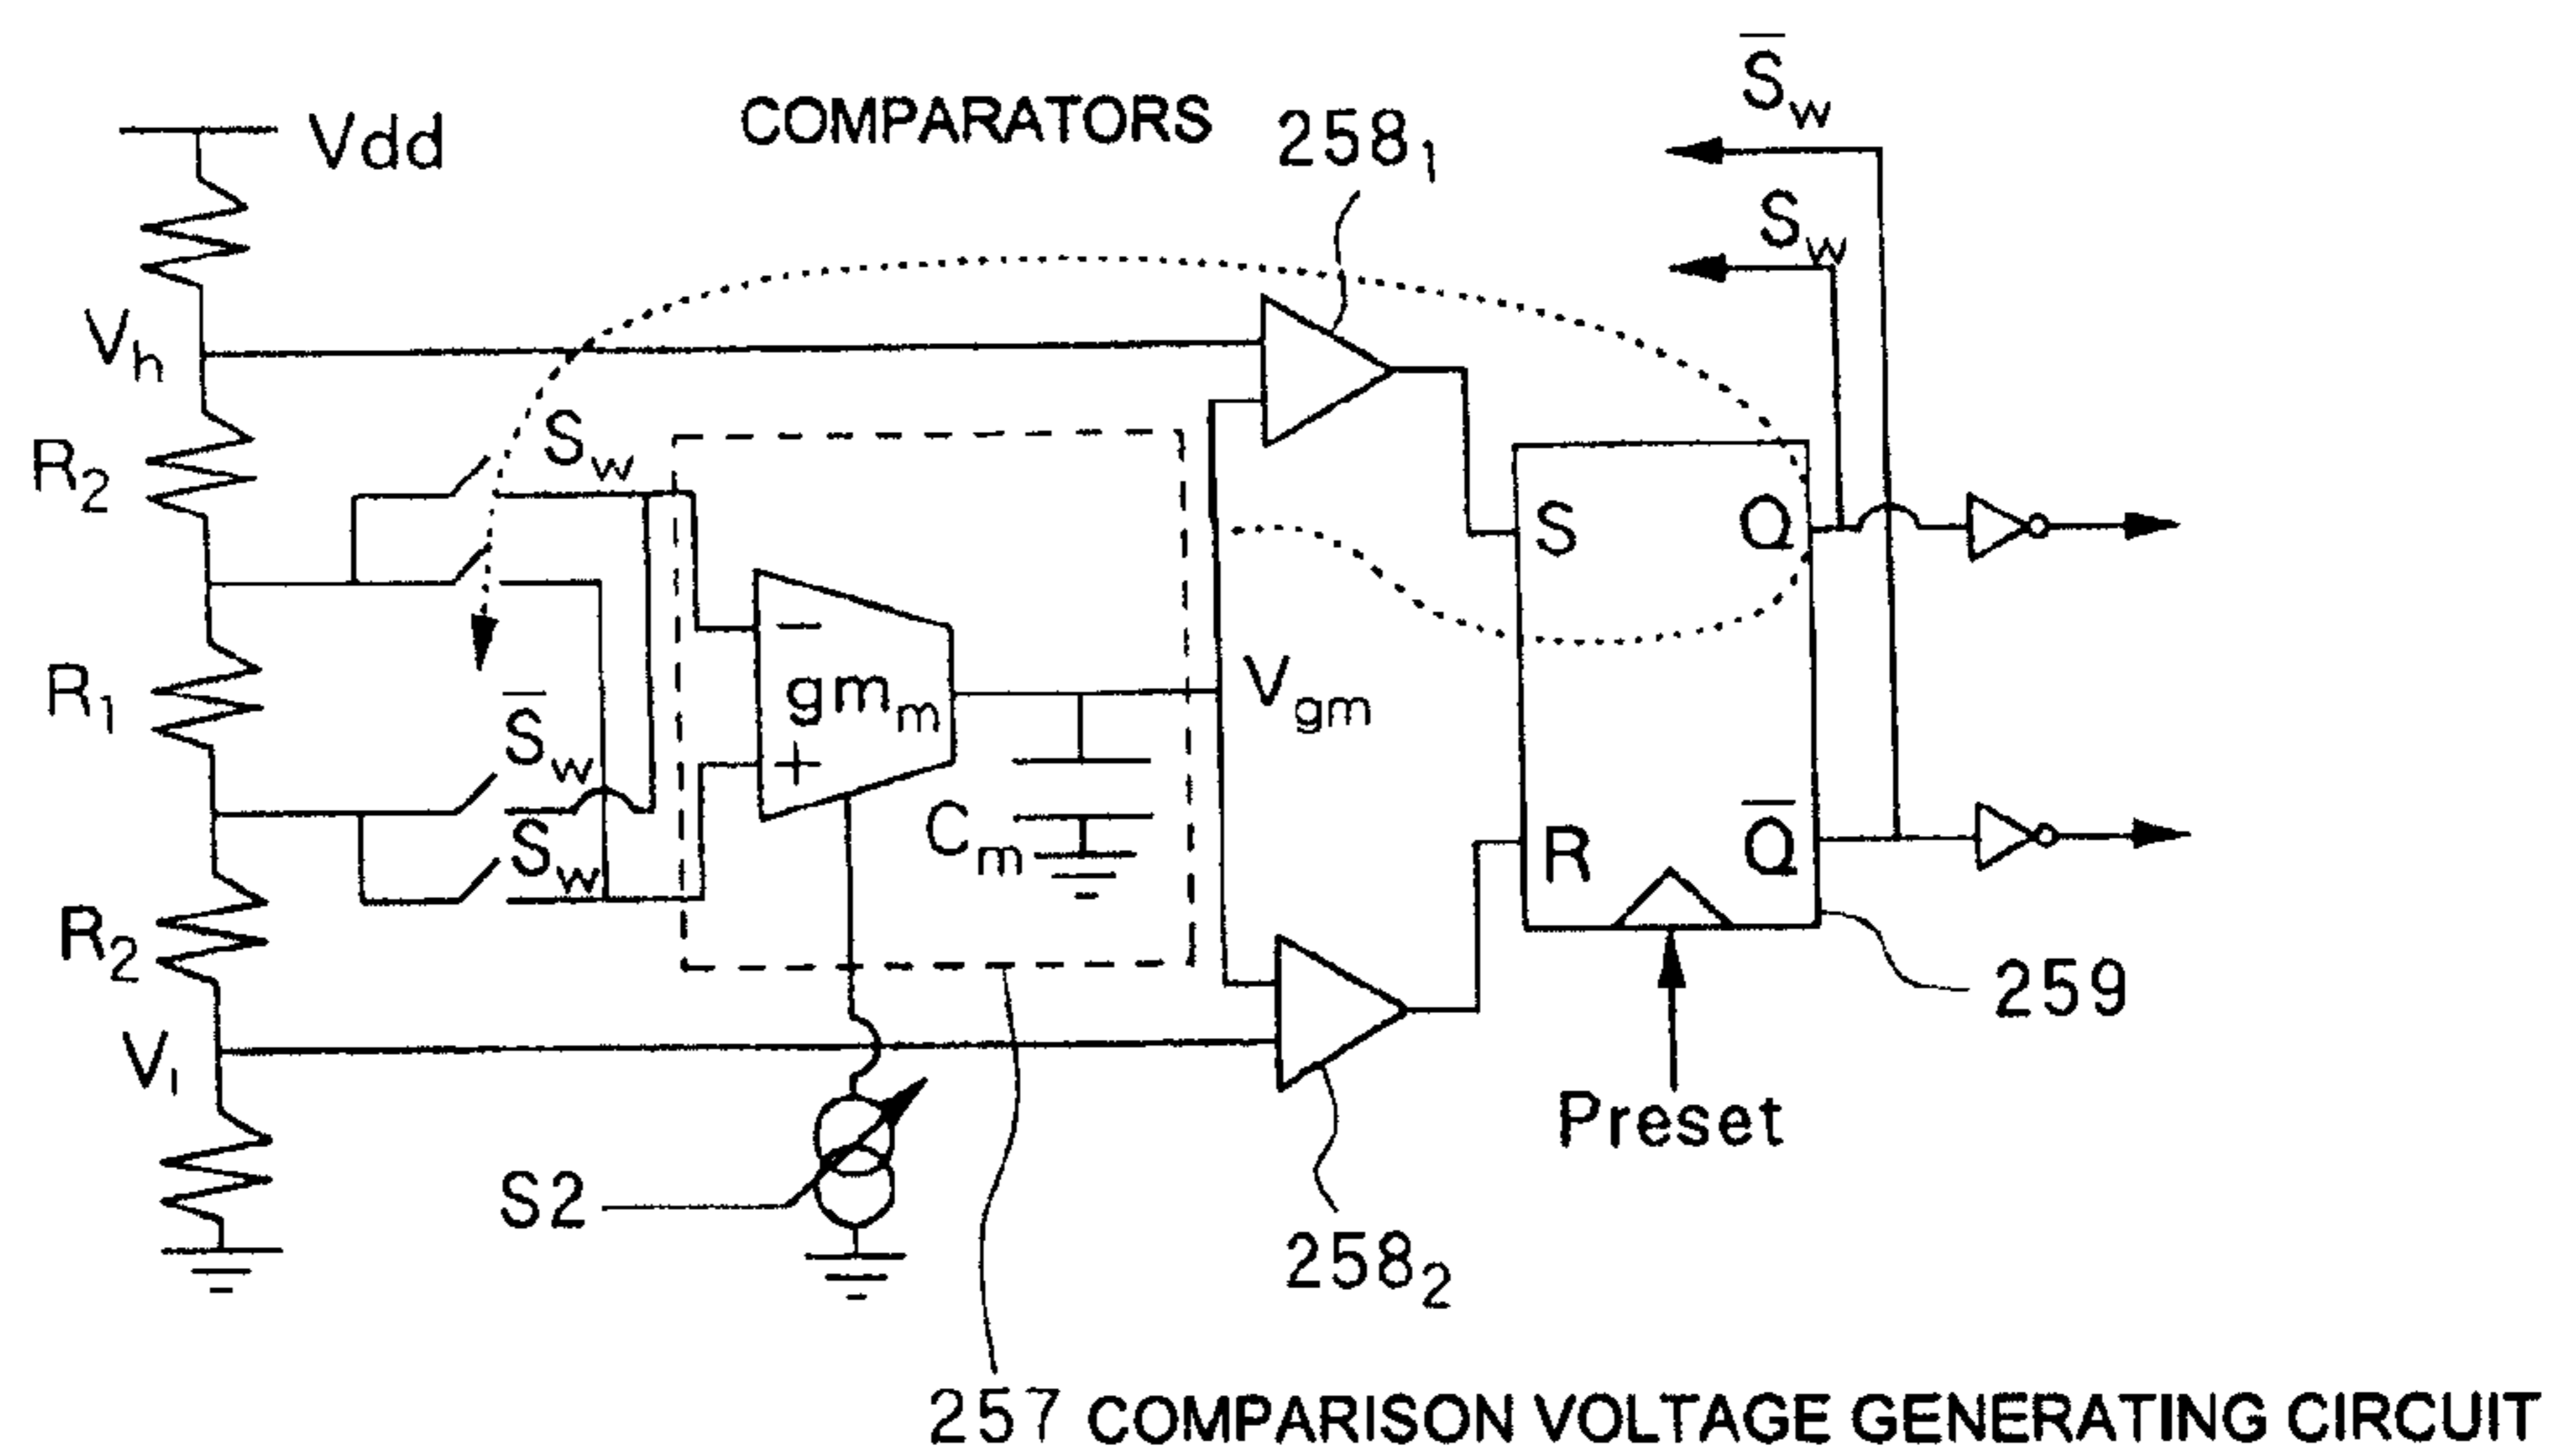 S̅w
COMPARATORS
258₁
Vdd
Sw
Vh
Sw
R₂
S
Q
R₁
gmm
Vgm
−
+
S̅w
Cm
Sw
R
Q̅
R₂
259
Vl
Preset
S2
258₂
257 COMPARISON VOLTAGE GENERATING CIRCUIT